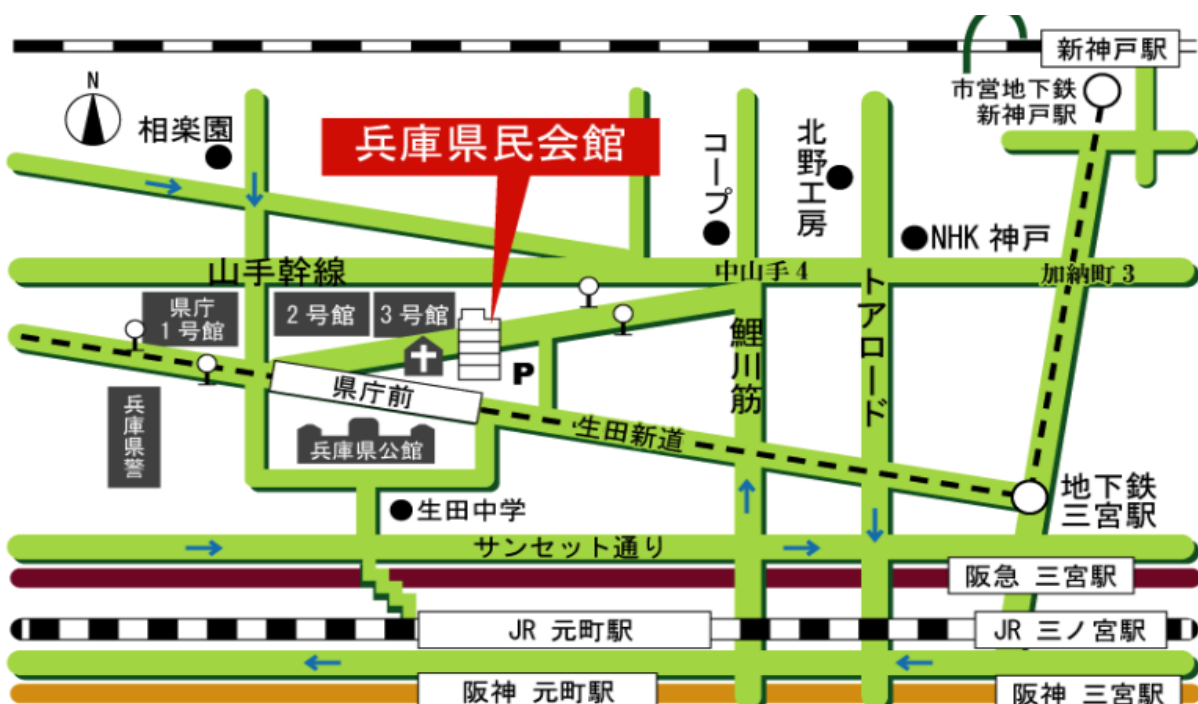 新神戸駅
N
市営地下鉄
新神戸駅
相楽園
兵庫県民会館
コープ
北野工房
NHK 神戸
山手幹線
中山手4
加納町3
県庁
1号館
2号館
3号館
トアロード
鯉川筋
P
県庁前
兵庫県警
兵庫県公館
生田新道
地下鉄
三宮駅
生田中学
サンセット通り
阪急 三宮駅
JR 元町駅
JR 三ノ宮駅
阪神 元町駅
阪神 三宮駅